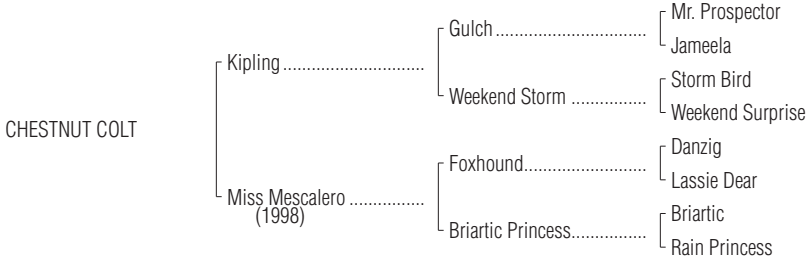 Mr. Prospector
Gulch ...............................
Jameela
Kipling .............................
Storm Bird
Weekend Storm ................
Weekend Surprise
CHESTNUT COLT
Danzig
Foxhound.........................
Lassie Dear
Miss Mescalero ................
(1998)
Briartic
Briartic Princess................
Rain Princess